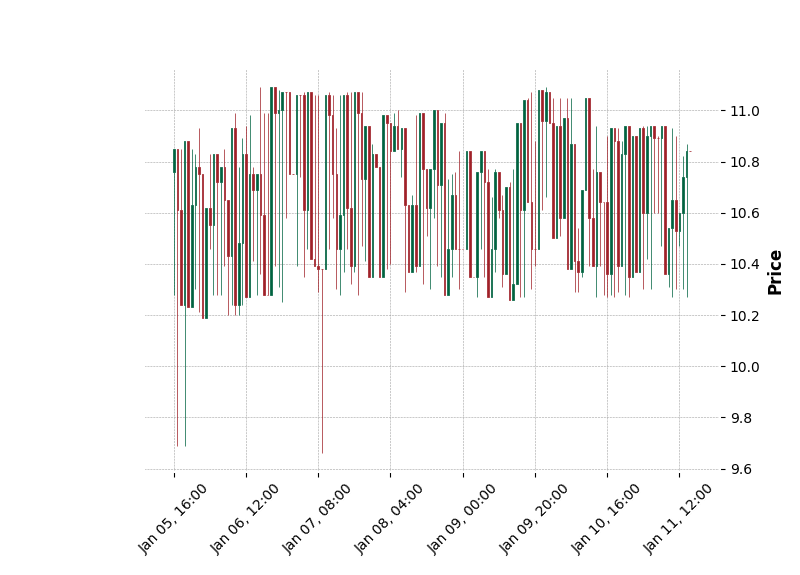 11.0
10.8
10.6
10.4
10.2
10.0
9.8
9.6
Price
Jan 05, 16:00
Jan 06, 12:00
Jan 07, 08:00
Jan 08, 04:00
Jan 09, 00:00
Jan 09, 20:00
Jan 10, 16:00
Jan 11, 12:00